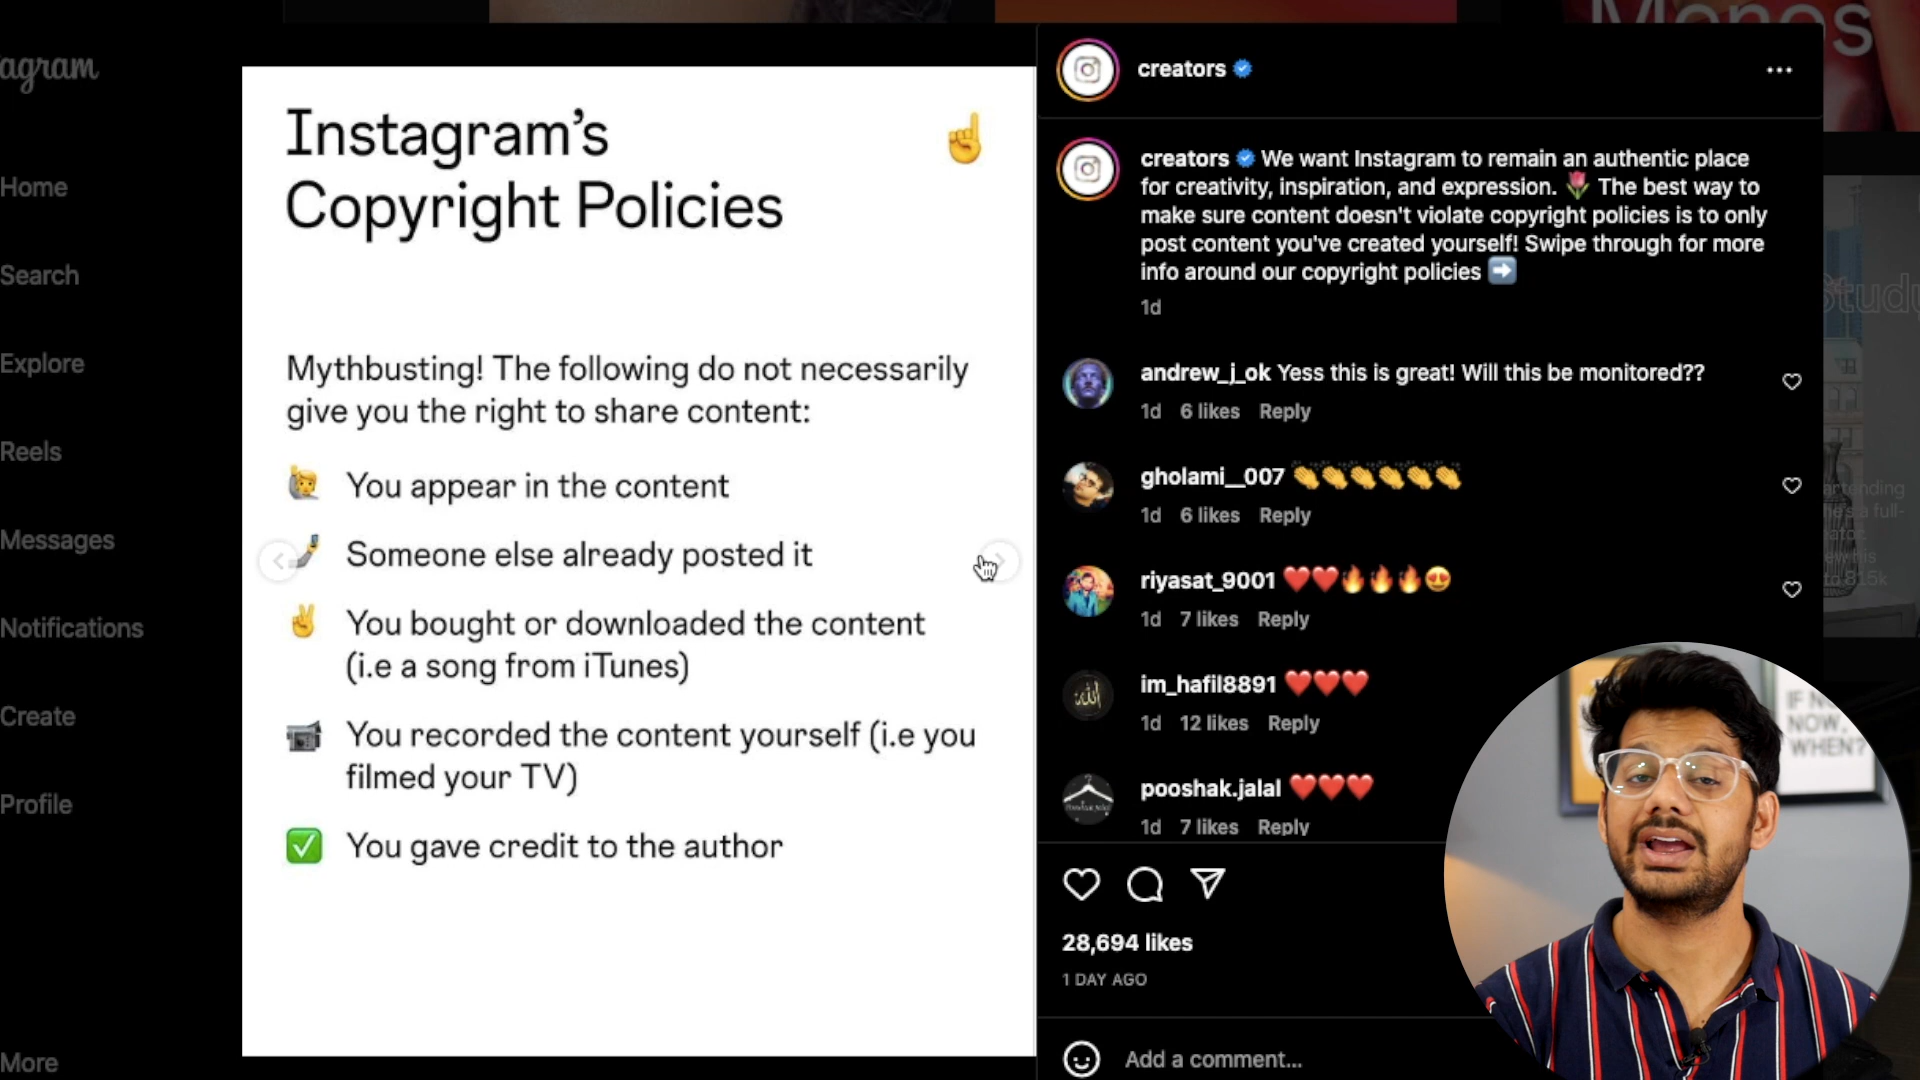 agram
Home
Search
Explore
Reels
Messages
Notifications
Create
Profile
More
Instagram’s
Copyright Policies
☝️
Mythbusting! The following do not necessarily
give you the right to share content:
🙋 You appear in the content
🤳 Someone else already posted it
✌️ You bought or downloaded the content
(i.e a song from iTunes)
📹 You recorded the content yourself (i.e you
filmed your TV)
✅ You gave credit to the author
creators
creators We want Instagram to remain an authentic place
for creativity, inspiration, and expression. 🌷 The best way to
make sure content doesn't violate copyright policies is to only
post content you've created yourself! Swipe through for more
info around our copyright policies ➡️
1d
andrew_j_ok Yess this is great! Will this be monitored??
1d 6 likes Reply
gholami__007 👏👏👏👏👏👏
1d 6 likes Reply
riyasat_9001 ❤️❤️🔥🔥🔥😍
1d 7 likes Reply
im_hafil8891 ❤️❤️❤️
1d 12 likes Reply
pooshak.jalal ❤️❤️❤️
1d 7 likes Reply
28,694 likes
1 DAY AGO
Add a comment...
Stud
to 815k
NOW,
WHEN?